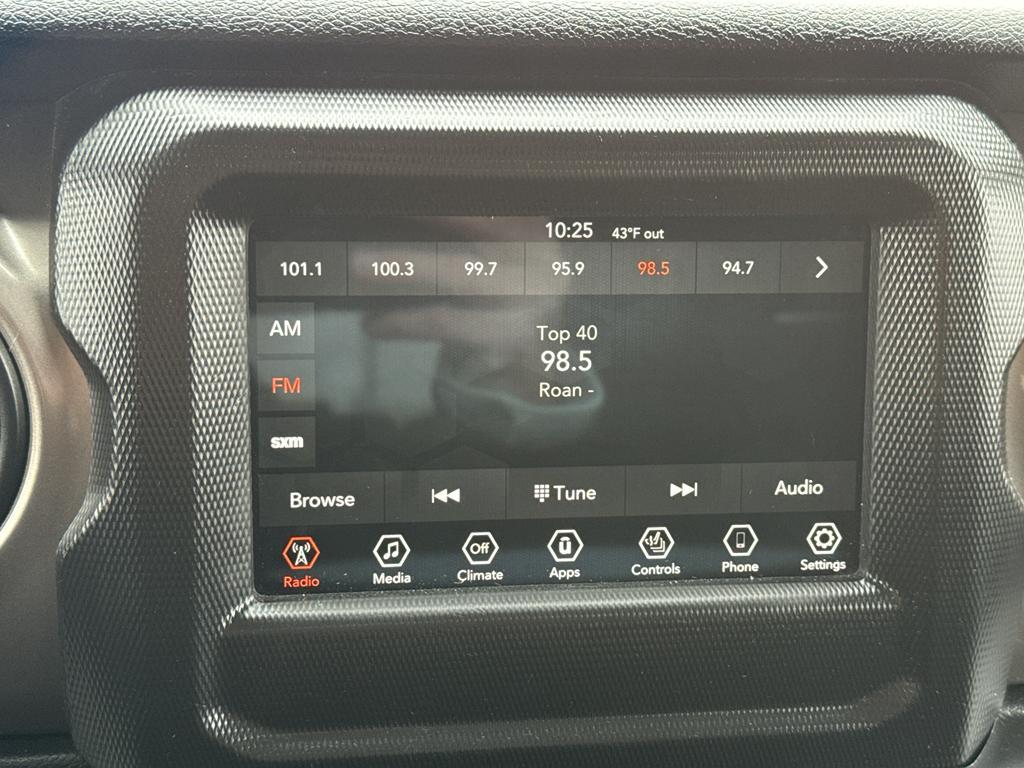 10:25 43°F out
101.1 100.3 99.7 95.9 98.5 94.7
AM
Top 40
98.5
FM
Roan -
sxm
Browse Tune Audio
Off ū
Radio Media Climate Apps Controls Phone Settings